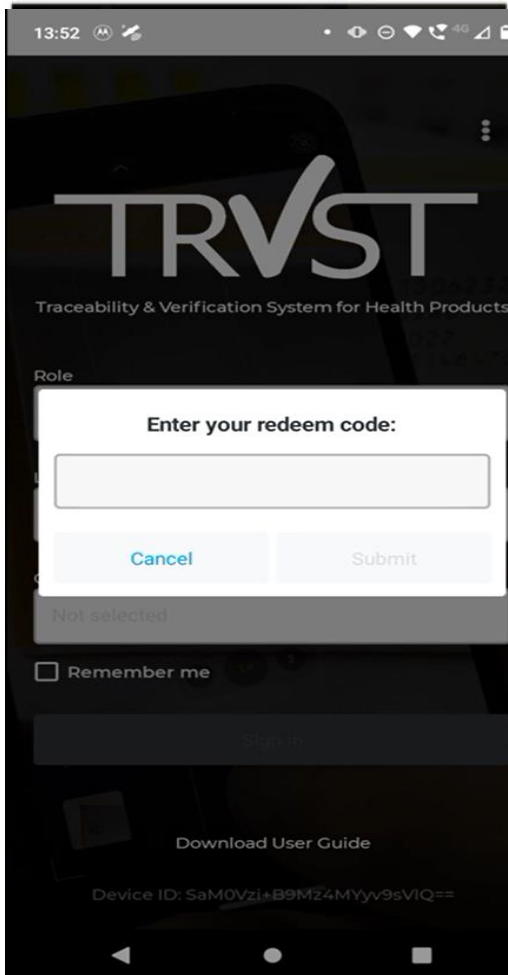 13:52
4G
TRVST
Traceability & Verification System for Health Products
Role
Enter your redeem code:
Cancel
Submit
Not selected
Remember me
Sign in
Download User Guide
Device ID: SaM0Vzi+B9Mz4MYyv9sVIQ==